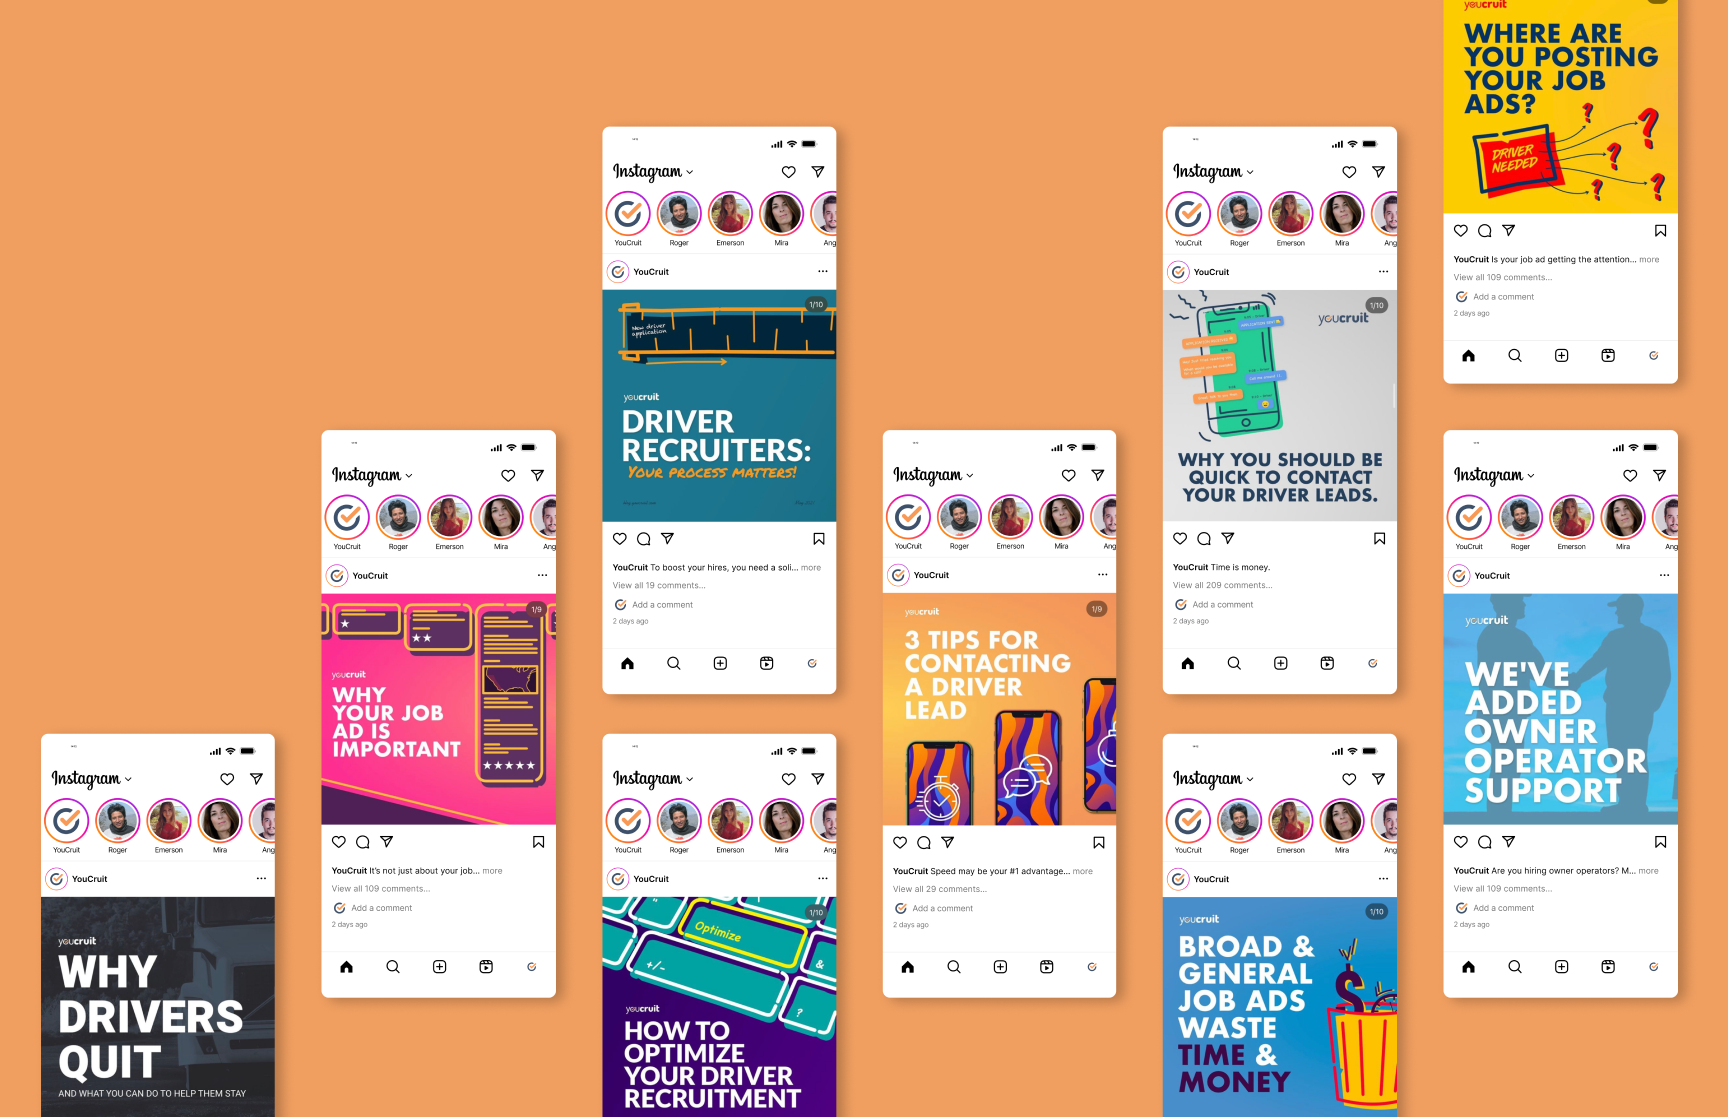 Instagram
YouCruit
Roger
Emerson
Mira
Ang
YouCruit
youcruit
WHY
DRIVERS
QUIT
AND WHAT YOU CAN DO TO HELP THEM STAY
Instagram
YouCruit
Roger
Emerson
Mira
Ang
YouCruit
1/9
youcruit
WHY
YOUR JOB
AD IS
IMPORTANT
YouCruit It's not just about your job... more
View all 109 comments...
Add a comment
2 days ago
Instagram
YouCruit
Roger
Emerson
Mira
Ang
YouCruit
1/10
New driver
application
youcruit
DRIVER
RECRUITERS:
YOUR PROCESS MATTERS!
YouCruit To boost your hires, you need a soli... more
View all 19 comments...
Add a comment
2 days ago
Instagram
YouCruit
Roger
Emerson
Mira
Ang
YouCruit
1/10
Optimize
+/-
&
?
youcruit
HOW TO
OPTIMIZE
YOUR DRIVER
RECRUITMENT
Instagram
YouCruit
Roger
Emerson
Mira
Ang
YouCruit
youcruit
1/9
3 TIPS FOR
CONTACTING
A DRIVER
LEAD
YouCruit Speed may be your #1 advantage... more
View all 29 comments...
Add a comment
2 days ago
Instagram
YouCruit
Roger
Emerson
Mira
Ang
YouCruit
1/10
youcruit
WHY YOU SHOULD BE
QUICK TO CONTACT
YOUR DRIVER LEADS.
YouCruit Time is money.
View all 209 comments...
Add a comment
2 days ago
Instagram
YouCruit
Roger
Emerson
Mira
Ang
YouCruit
youcruit
1/10
BROAD &
GENERAL
JOB ADS
WASTE
TIME &
MONEY
youcruit
WHERE ARE
YOU POSTING
YOUR JOB
ADS?
DRIVER
NEEDED
YouCruit Is your job ad getting the attention... more
View all 109 comments...
Add a comment
2 days ago
Instagram
YouCruit
Roger
Emerson
Mira
Ang
YouCruit
youcruit
WE'VE
ADDED
OWNER
OPERATOR
SUPPORT
YouCruit Are you hiring owner operators? M... more
View all 109 comments...
Add a comment
2 days ago